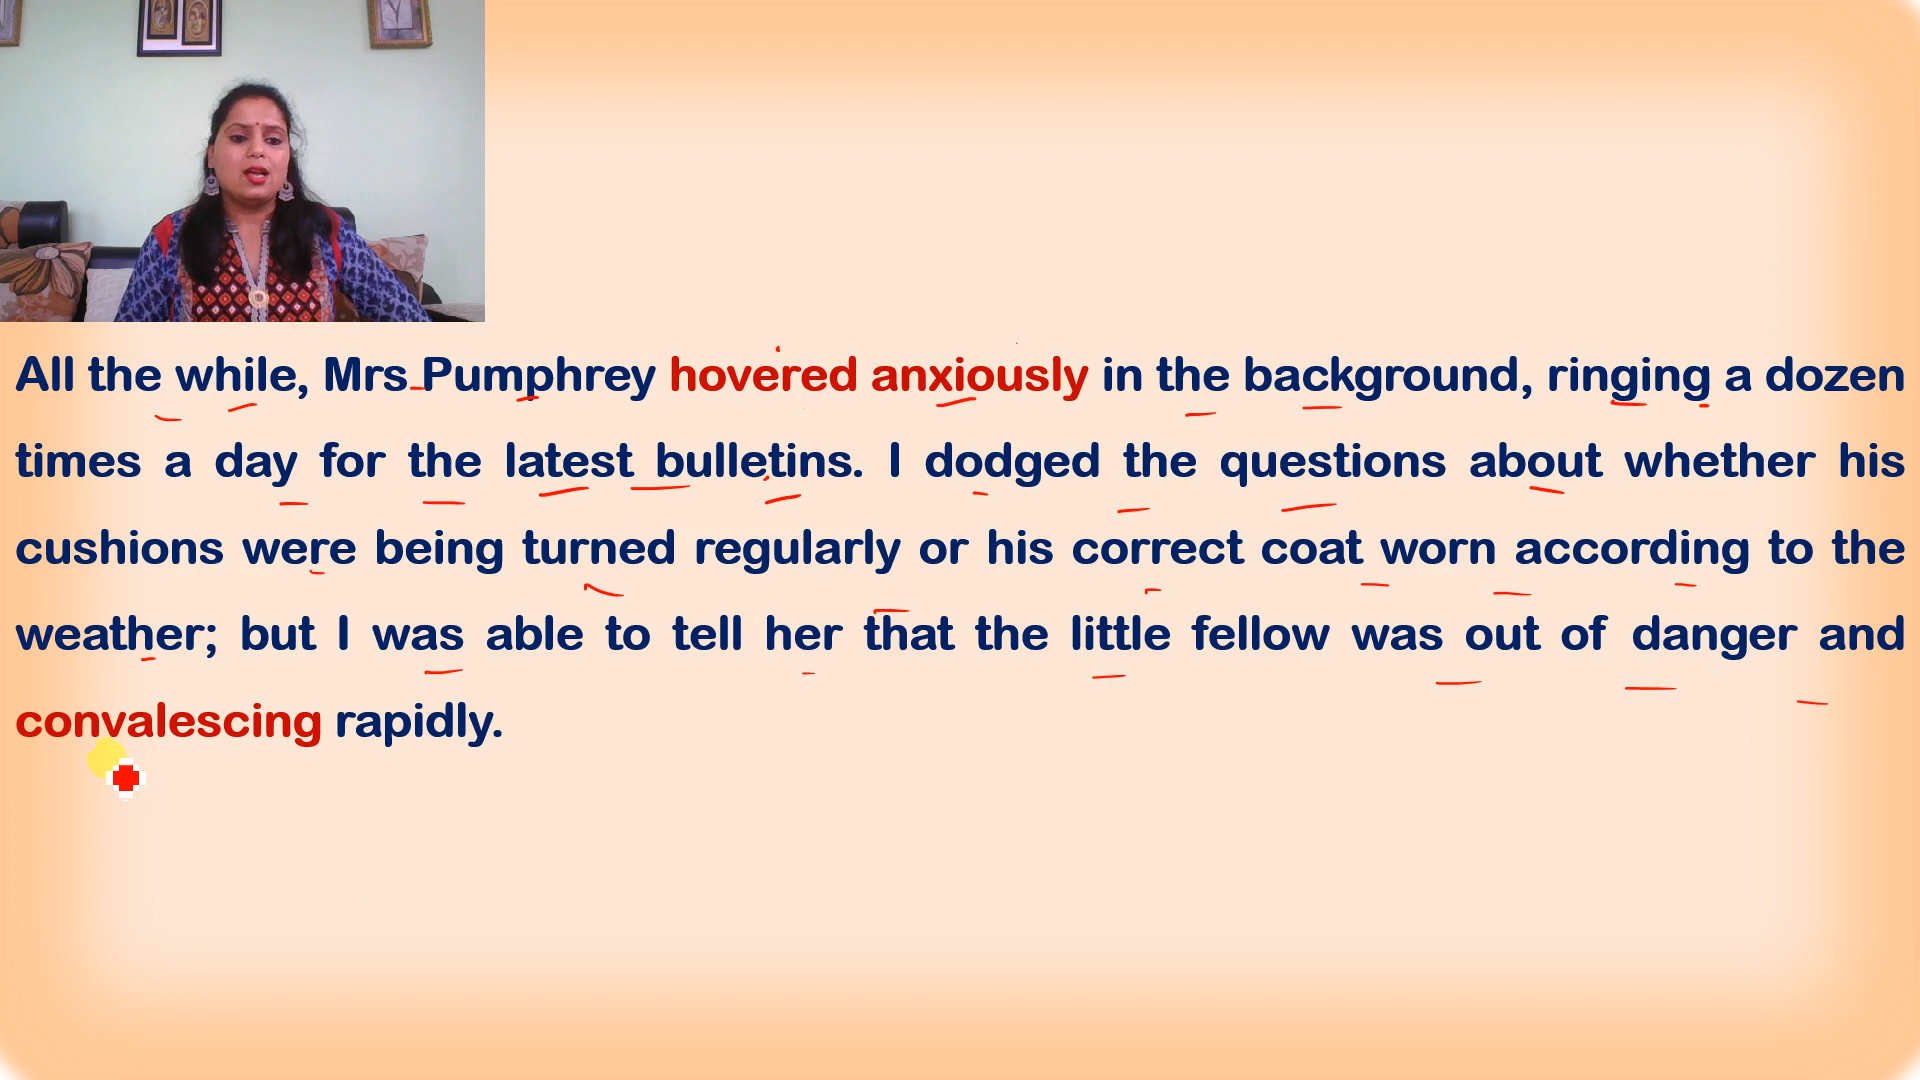 All the while, Mrs Pumphrey hovered anxiously in the background, ringing a dozen
times a day for the latest bulletins. I dodged the questions about whether his
cushions were being turned regularly or his correct coat worn according to the
weather; but I was able to tell her that the little fellow was out of danger and
convalescing rapidly.